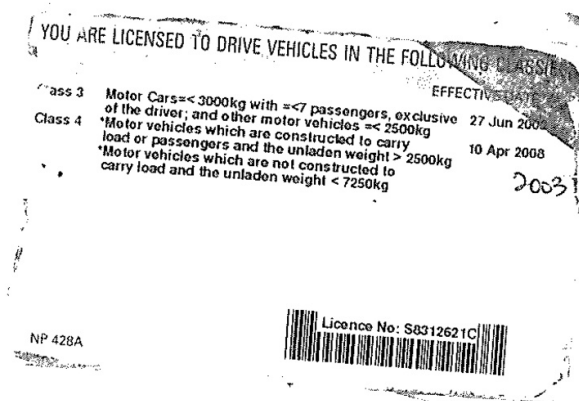 YOU ARE LICENSED TO DRIVE VEHICLES IN THE FOLLOWING
EFFECTIVE
Class 3 Motor Cars=< 3000kg with =<7 passengers, exclusive 27 Jun
of the driver; and other motor vehicles =< 2500kg
Class 4 *Motor vehicles which are constructed to carry 10 Apr 2008
load or passengers and the unladen weight > 2500kg
*Motor vehicles which are not constructed to
carry load and the unladen weight < 7250kg
2003
Licence No: S8312621C
NP 428A